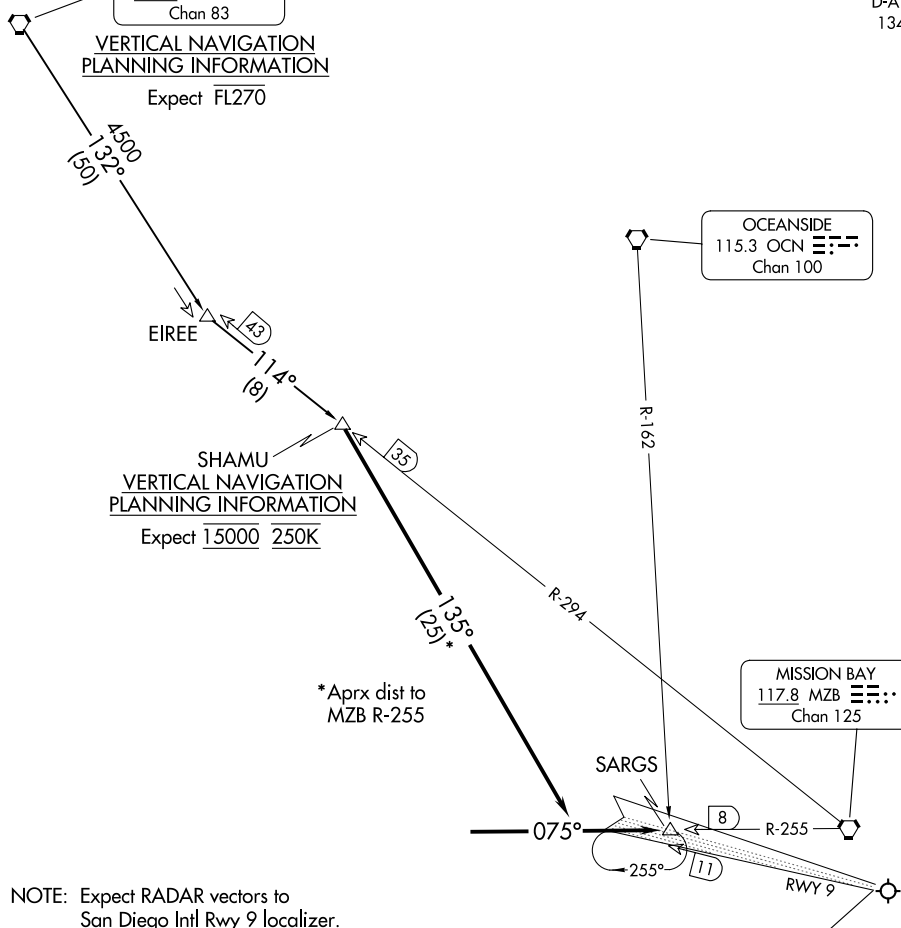 Chan 83
D-A
134
VERTICAL NAVIGATION
PLANNING INFORMATION
Expect FL270
4500
132°
(50)
OCEANSIDE
115.3 OCN
Chan 100
EIREE
43
114°
(8)
R-162
35
SHAMU
VERTICAL NAVIGATION
PLANNING INFORMATION
Expect 15000 250K
R-294
135°
(25)*
*Aprx dist to
MZB R-255
MISSION BAY
117.8 MZB
Chan 125
SARGS
075°
8
R-255
255°
11
RWY 9
NOTE: Expect RADAR vectors to
San Diego Intl Rwy 9 localizer.